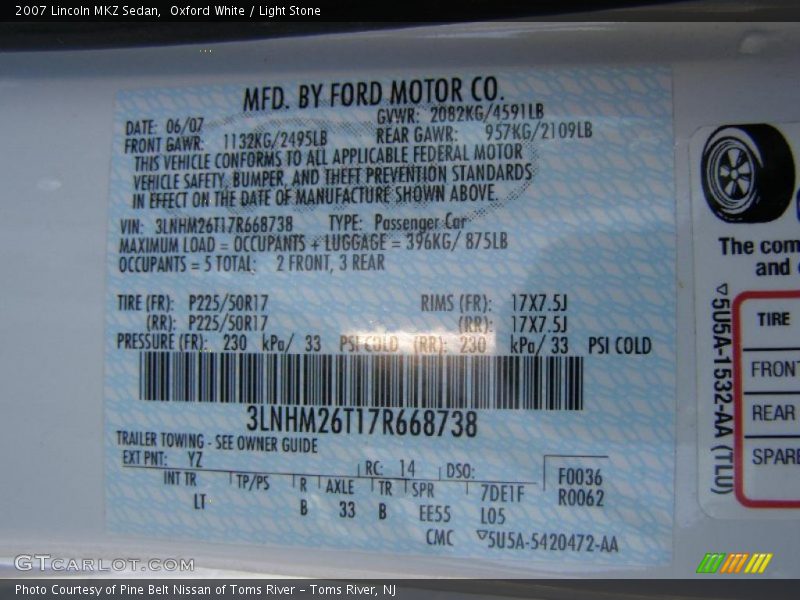 2007 Lincoln MKZ Sedan, Oxford White / Light Stone
MFD. BY FORD MOTOR CO.
DATE: 06/07 GVWR: 2082KG/4591LB
FRONT GAWR: 1132KG/2495LB REAR GAWR: 957KG/2109LB
THIS VEHICLE CONFORMS TO ALL APPLICABLE FEDERAL MOTOR
VEHICLE SAFETY, BUMPER, AND THEFT PREVENTION STANDARDS
IN EFFECT ON THE DATE OF MANUFACTURE SHOWN ABOVE.
VIN: 3LNHM26T17R668738 TYPE: Passenger Car
MAXIMUM LOAD = OCCUPANTS + LUGGAGE = 396KG/ 875LB
OCCUPANTS = 5 TOTAL: 2 FRONT, 3 REAR
TIRE (FR): P225/50R17 RIMS (FR): 17X7.5J
(RR): P225/50R17 (RR): 17X7.5J
PRESSURE (FR): 230 kPa/ 33 PSI COLD (RR): 230 kPa/ 33 PSI COLD
3LNHM26T17R668738
TRAILER TOWING - SEE OWNER GUIDE
EXT PNT: YZ RC: 14 DSO: F0036
INT TR TP/PS R AXLE TR SPR 7DE1F R0062
LT B 33 B EE55 L05
CMC ▽5U5A-5420472-AA
The com
and
▽5U5A-1532-AA (TLU)
TIRE
FRONT
REAR
SPARE
GTCARLOT.COM
Photo Courtesy of Pine Belt Nissan of Toms River - Toms River, NJ